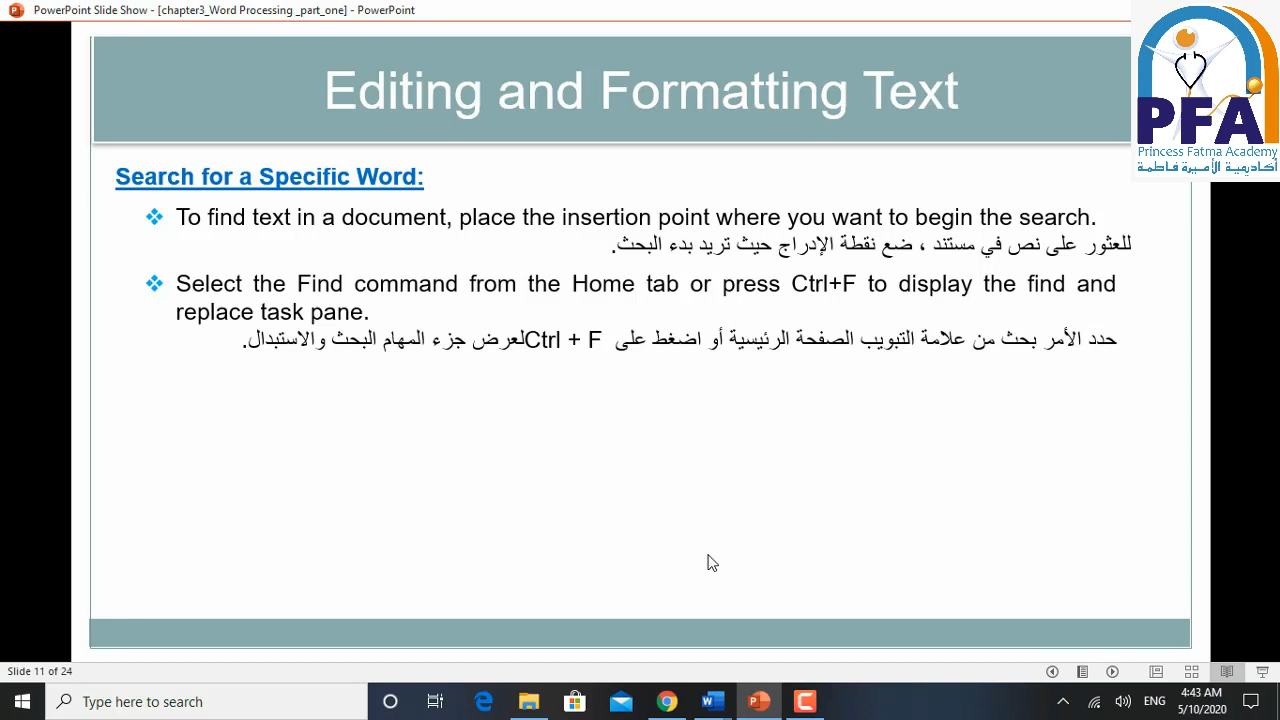 PowerPoint Slide Show - [chapter3_Word Processing _part_one] - PowerPoint
PFA
Princess Fatma Academy
أكاديمية الأميرة فاطمة
Editing and Formatting Text
Search for a Specific Word:
To find text in a document, place the insertion point where you want to begin the search.
للعثور على نص في مستند ، ضع نقطة الإدراج حيث تريد بدء البحث.
Select the Find command from the Home tab or press Ctrl+F to display the find and
replace task pane.
حدد الأمر بحث من علامة التبويب الصفحة الرئيسية أو اضغط على Ctrl + F لعرض جزء المهام البحث والاستبدال.
Slide 11 of 24
Type here to search
ENG
4:43 AM
5/10/2020